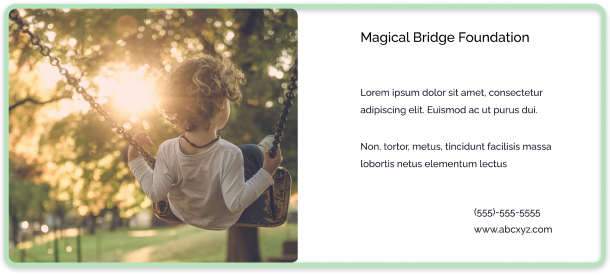 Magical Bridge Foundation
Lorem ipsum dolor sit amet, consectetur
adipiscing elit. Euismod ac ut purus dui.
Non, tortor, metus, tincidunt facilisis massa
lobortis netus elementum lectus
(555)-555-5555
www.abcxyz.com